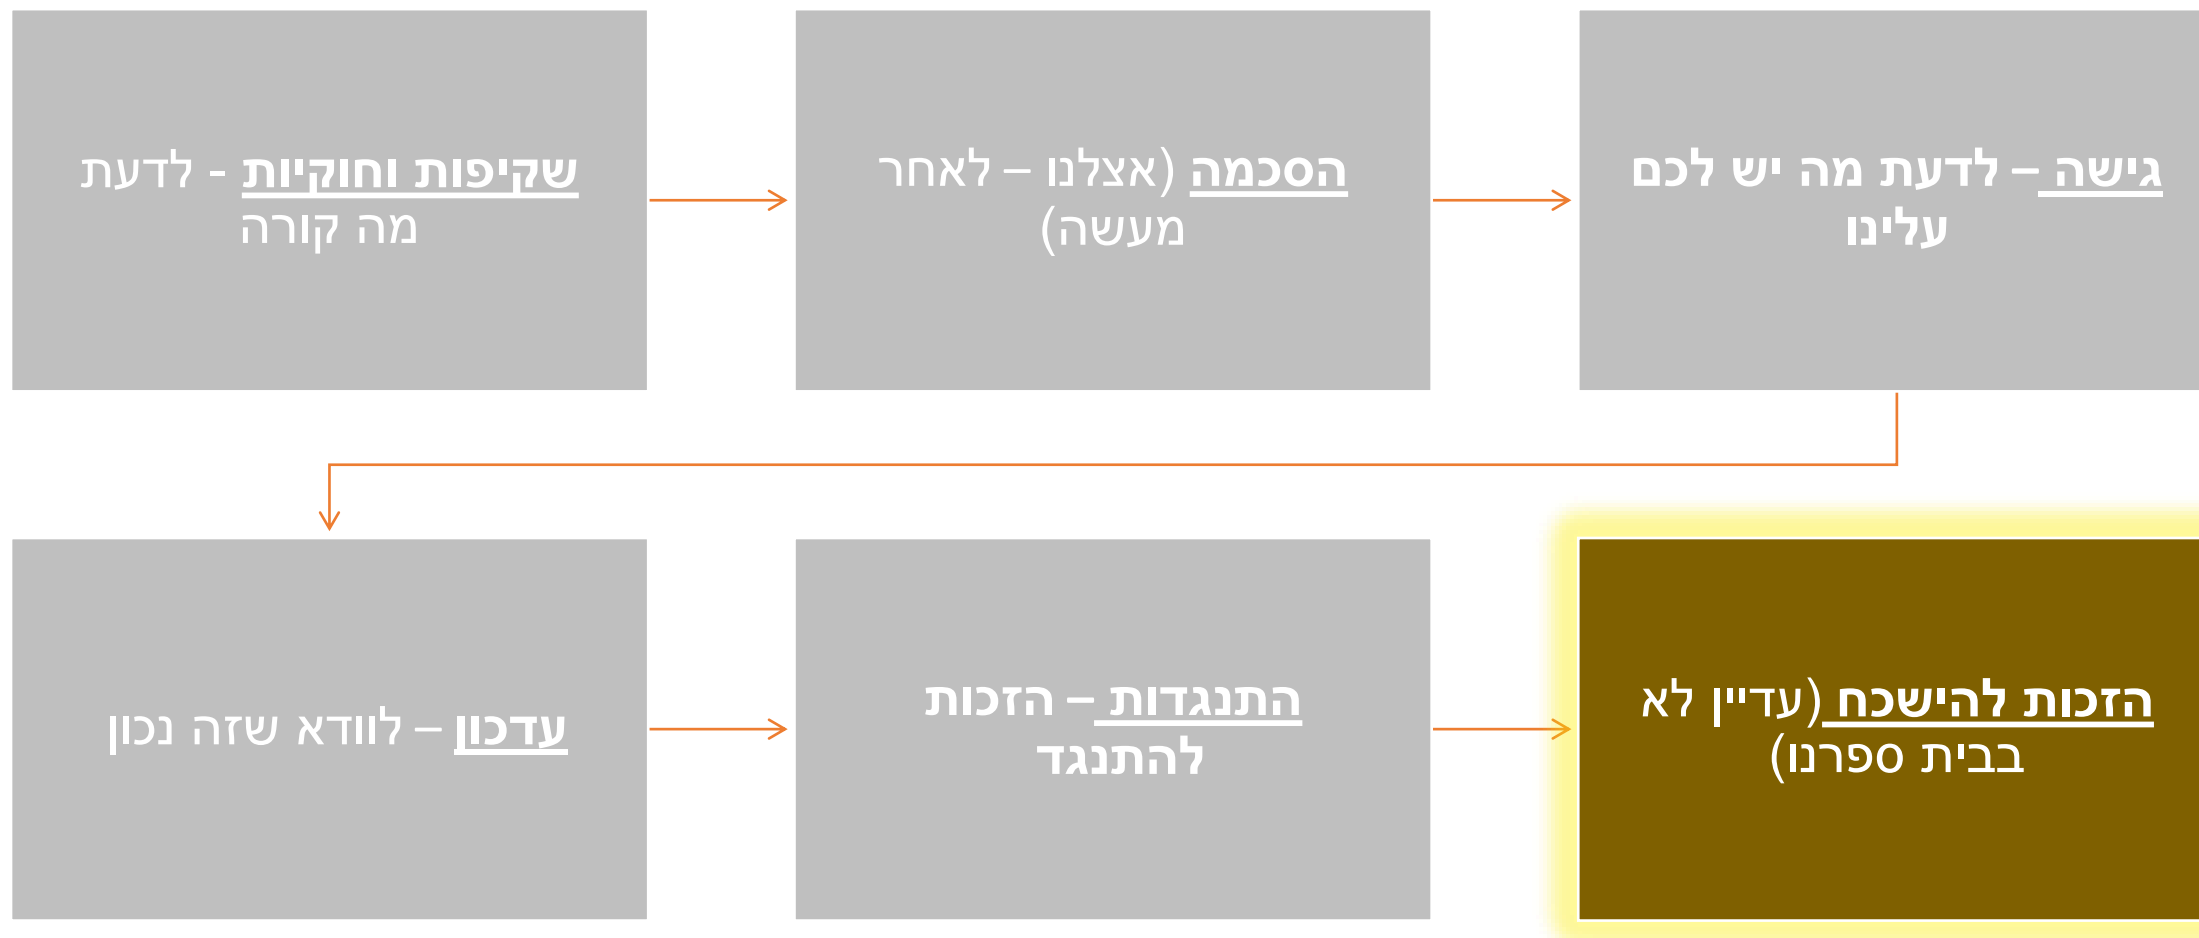 שקיפות וחוקיות - לדעת
מה קורה
הסכמה (אצלנו – לאחר
מעשה)
גישה – לדעת מה יש לכם
עלינו
עדכון – לוודא שזה נכון
התנגדות – הזכות
להתנגד
הזכות להישכח (עדיין לא
בבית ספרנו)